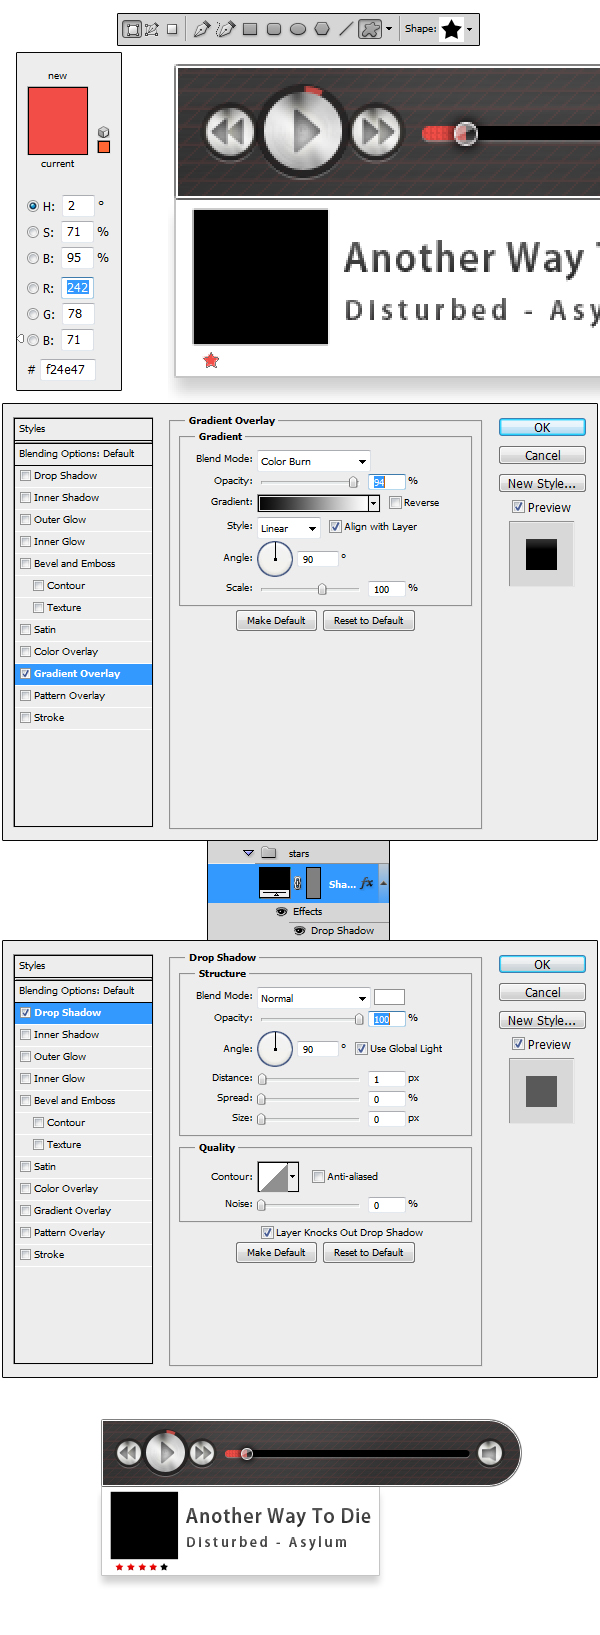 Shape:
new
current
H: 2 °
S: 71 %
B: 95 %
R: 242
G: 78
B: 71
# f24e47
Another Way T
Disturbed - Asy
Styles
Blending Options: Default
Drop Shadow
Inner Shadow
Outer Glow
Inner Glow
Bevel and Emboss
Contour
Texture
Satin
Color Overlay
Gradient Overlay
Pattern Overlay
Stroke
Gradient Overlay
Gradient
Blend Mode: Color Burn
Opacity: 94 %
Gradient: Reverse
Style: Linear Align with Layer
Angle: 90 °
Scale: 100 %
Make Default Reset to Default
OK
Cancel
New Style...
Preview
stars
Sha... fx
Effects
Drop Shadow
Styles
Blending Options: Default
Drop Shadow
Inner Shadow
Outer Glow
Inner Glow
Bevel and Emboss
Contour
Texture
Satin
Color Overlay
Gradient Overlay
Pattern Overlay
Stroke
Drop Shadow
Structure
Blend Mode: Normal
Opacity: 100 %
Angle: 90 ° Use Global Light
Distance: 1 px
Spread: 0 %
Size: 0 px
Quality
Contour: Anti-aliased
Noise: 0 %
Layer Knocks Out Drop Shadow
Make Default Reset to Default
OK
Cancel
New Style...
Preview
Another Way To Die
Disturbed - Asylum